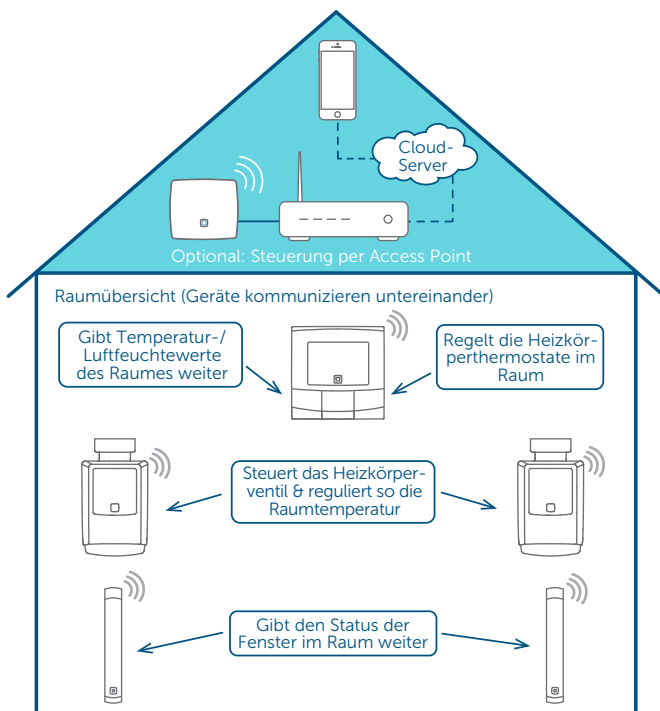 Cloud-
Server
Optional: Steuerung per Access Point
Raumübersicht (Geräte kommunizieren untereinander)
Gibt Temperatur-/
Luftfeuchtewerte
des Raumes weiter
Regelt die Heizkör-
perthermostate im
Raum
Steuert das Heizkörper-
ventil & reguliert so die
Raumtemperatur
Gibt den Status der
Fenster im Raum weiter